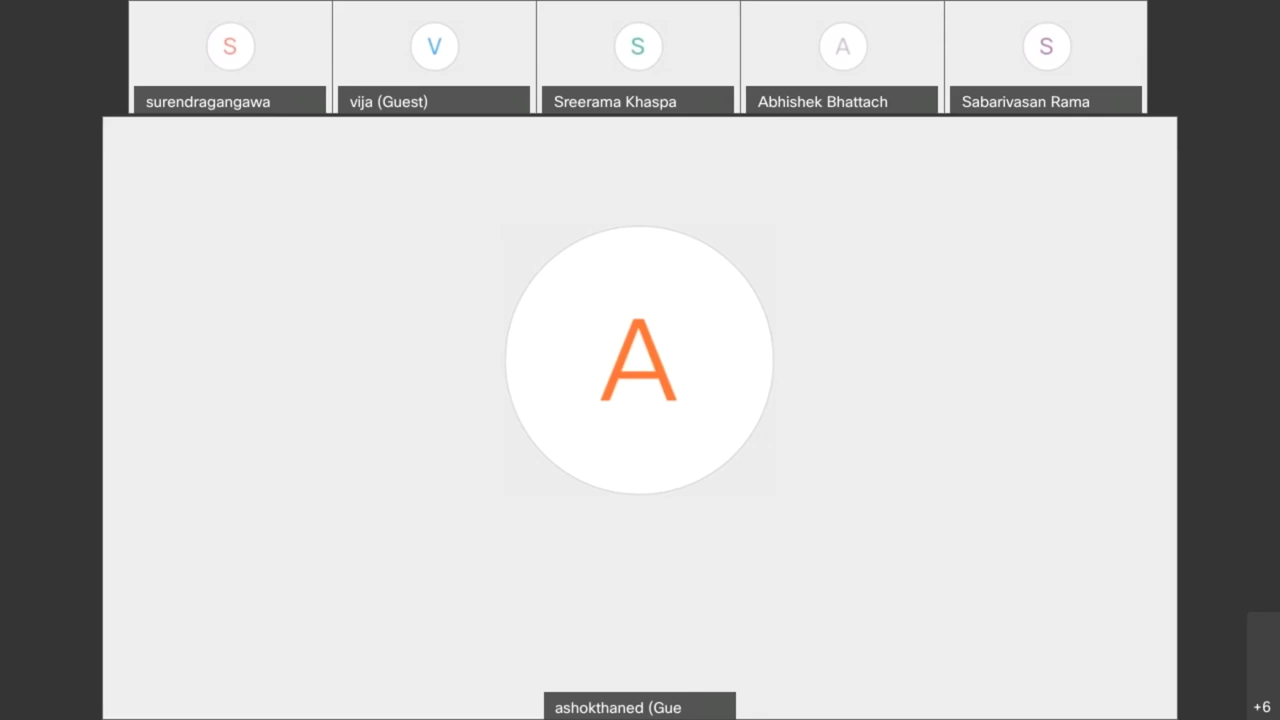 S
V
S
A
S
surendragangawa
vija (Guest)
Sreerama Khaspa
Abhishek Bhattach
Sabarivasan Rama
A
ashokthaned (Gue
+6